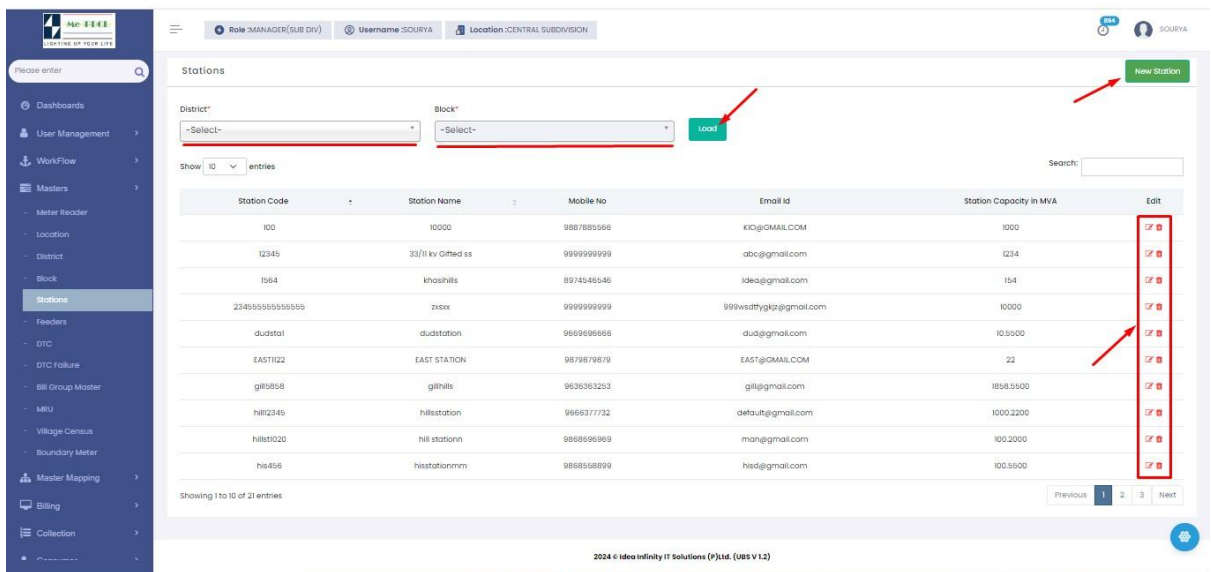 Me-PDCL
LIGHTING UP YOUR LIFE
Role :MANAGER(SUB DIV) Username :SOURYA Location :CENTRAL SUBDIVISION
884
SOURYA
Please enter
Dashboards
User Management
WorkFlow
Masters
- Meter Reader
- Location
- District
- Block
Stations
- Feeders
- DTC
- DTC Failure
- Bill Group Master
- MRU
- Village Census
- Boundary Meter
Master Mapping
Billing
Collection
Consumer
Stations
New Station
District* Block*
-Select- -Select- Load
Show 10 entries Search:
Station Code Station Name Mobile No Email Id Station Capacity in MVA Edit
100 10000 9887885566 KIO@GMAIL.COM 1000
12345 33/11 kv Gifted ss 9999999999 abc@gmail.com 1234
1564 khasihills 8974546546 Idea@gmail.com 154
zxsxx 9999999999 10000
dudsta1 dudstation 9669696666 dud@gmail.com 10.5500
EAST1122 EAST STATION 9879879879 EAST@GMAIL.COM 22
gill5858 gillhills 9636363253 gill@gmail.com 1858.5500
hill12345 hillsstation 9666377732 default@gmail.com 1000.2200
hillst1020 hill stationn 9868696969 man@gmail.com 100.2000
his456 hisstationmm 9868558899 hisd@gmail.com 100.5500
Showing 1 to 10 of 21 entries
Previous 1 2 3 Next
2024 © Idea Infinity IT Solutions (P)Ltd. (UBS V 1.2)